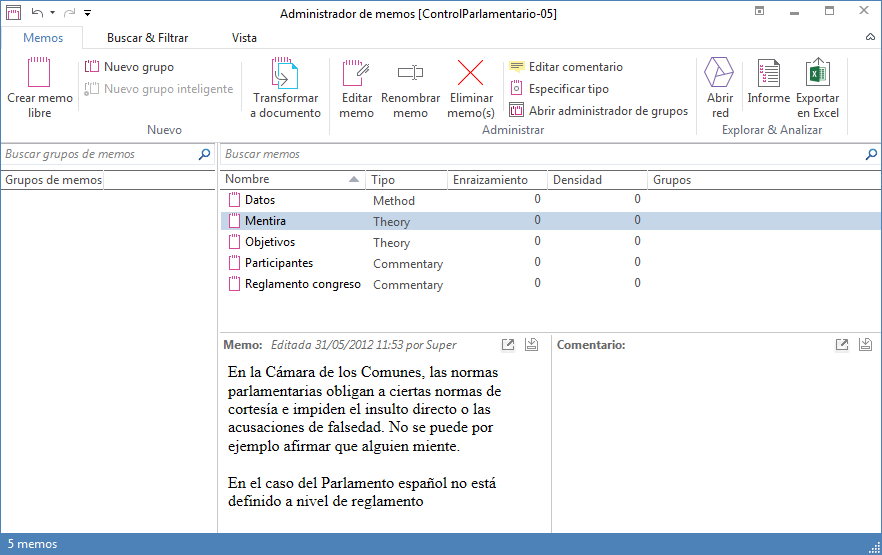 Administrador de memos [ControlParlamentario-05]
Memos
Buscar & Filtrar
Vista
Crear memo
libre
Nuevo grupo
Nuevo grupo inteligente
Nuevo
Transformar
a documento
Editar
memo
Renombrar
memo
Eliminar
memo(s)
Editar comentario
Especificar tipo
Abrir administrador de grupos
Administrar
Abrir
red
Informe
Exportar
en Excel
Explorar & Analizar
Buscar grupos de memos
Buscar memos
Grupos de memos
Nombre Tipo Enraizamiento Densidad Grupos
Datos Method 0 0
Mentira Theory 0 0
Objetivos Theory 0 0
Participantes Commentary 0 0
Reglamento congreso Commentary 0 0
Memo: Editada 31/05/2012 11:53 por Super
Comentario:
En la Cámara de los Comunes, las normas
parlamentarias obligan a ciertas normas de
cortesía e impiden el insulto directo o las
acusaciones de falsedad. No se puede por
ejemplo afirmar que alguien miente.
En el caso del Parlamento español no está
definido a nivel de reglamento
5 memos